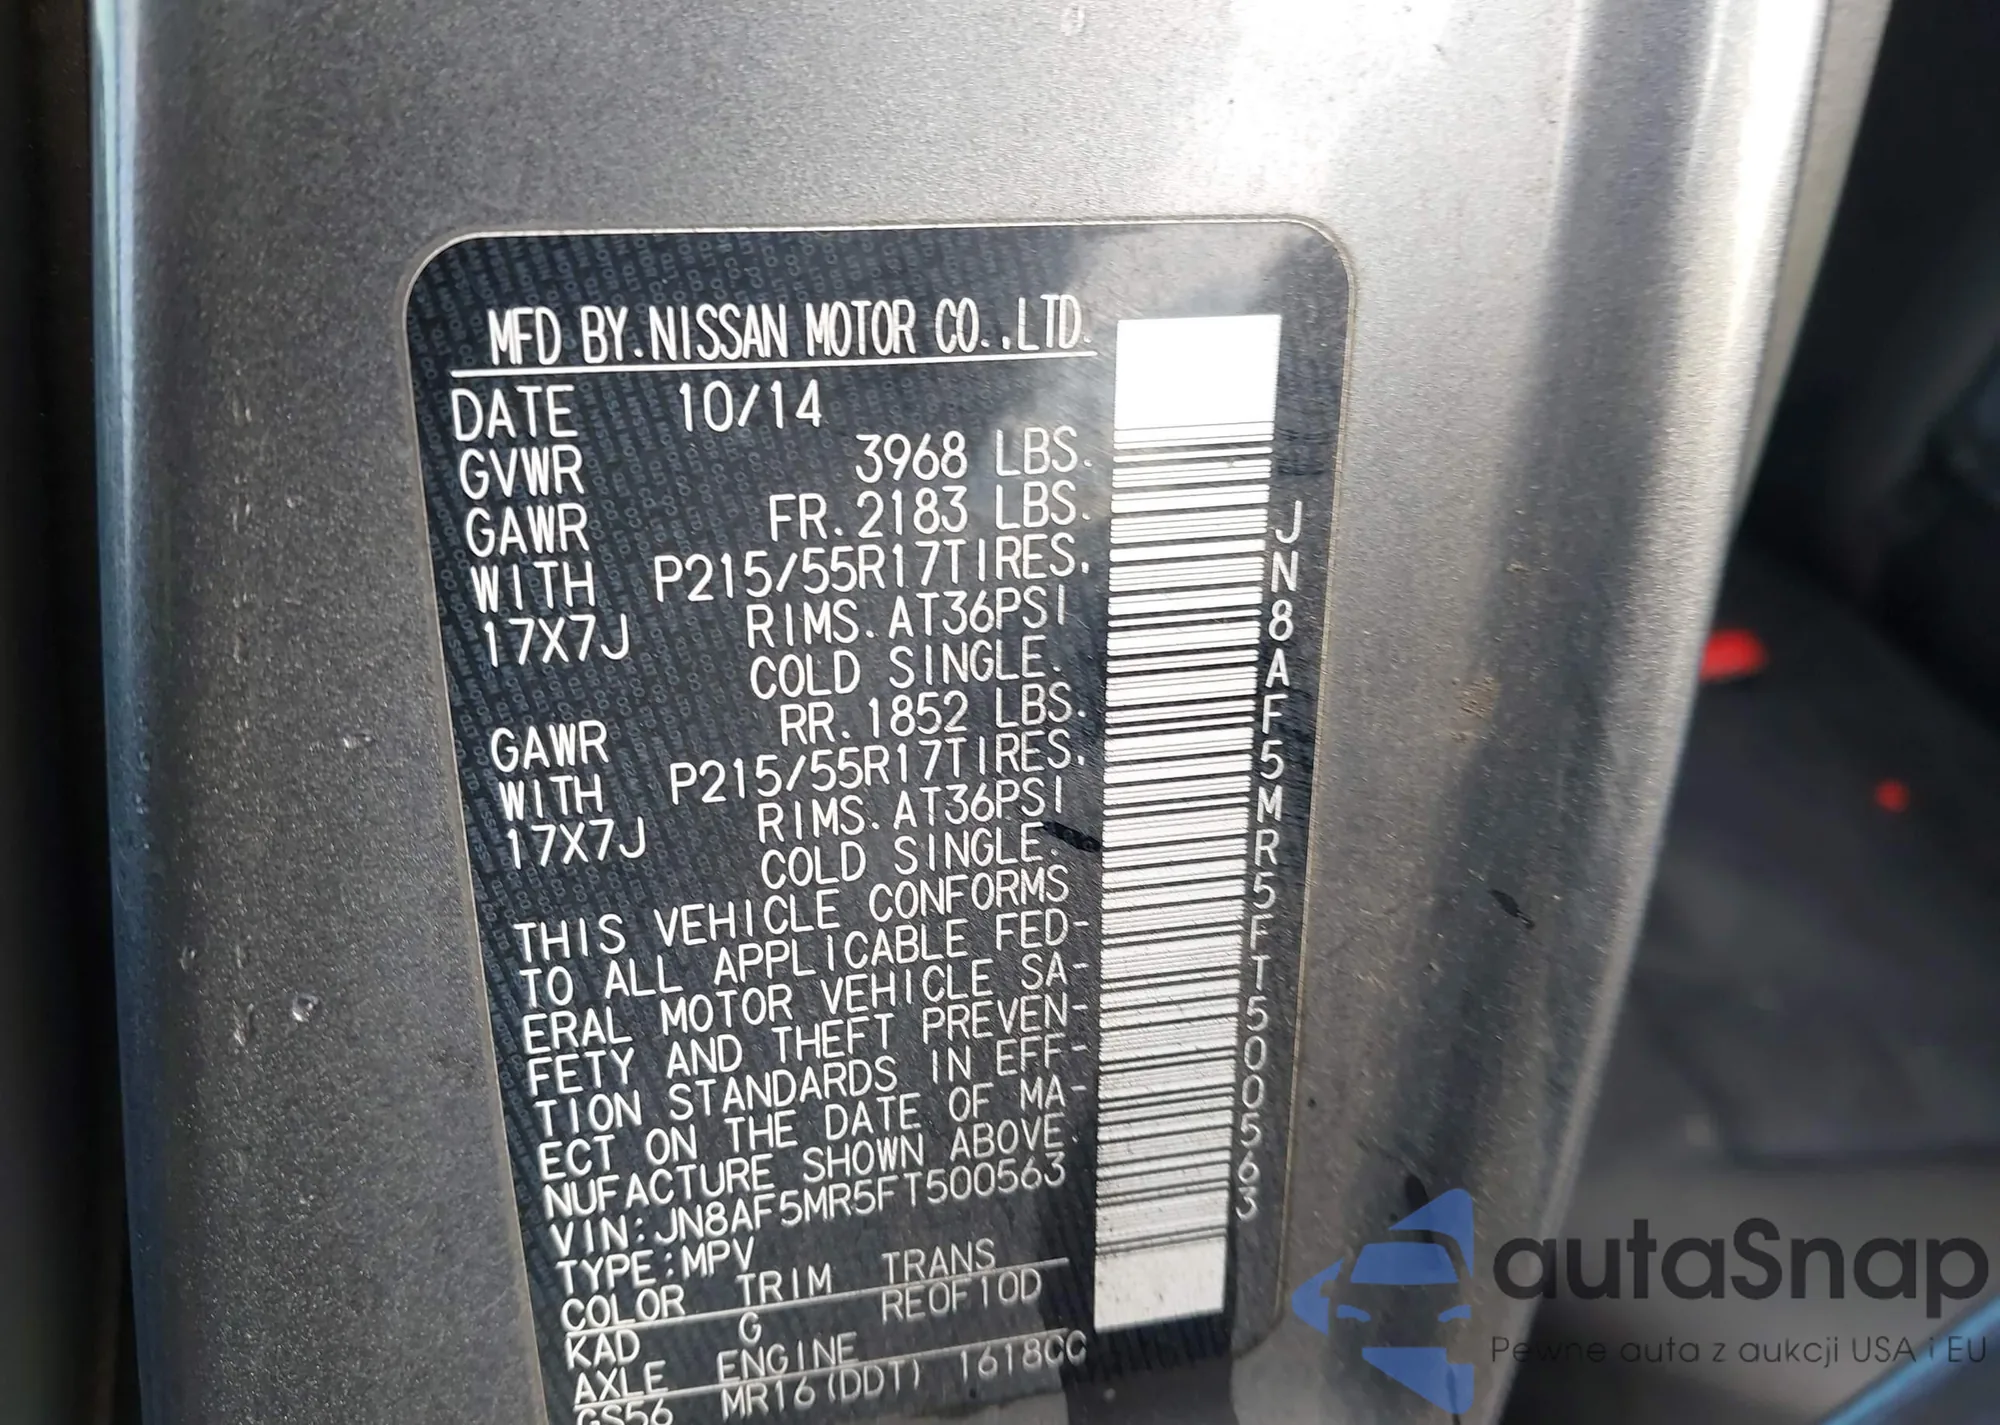 MFD BY.NISSAN MOTOR CO.,LTD.
DATE 10/14
GVWR 3968 LBS.
GAWR FR.2183 LBS.
WITH P215/55R17TIRES,
17X7J RIMS.AT36PSI
COLD SINGLE.
GAWR RR.1852 LBS.
WITH P215/55R17TIRES,
17X7J RIMS.AT36PSI
COLD SINGLE.
THIS VEHICLE CONFORMS
TO ALL APPLICABLE FED-
ERAL MOTOR VEHICLE SA-
FETY AND THEFT PREVEN-
TION STANDARDS IN EFF-
ECT ON THE DATE OF MA-
NUFACTURE SHOWN ABOVE.
VIN:JN8AF5MR5FT500563
TYPE:MPV
COLOR TRIM TRANS
KAD G RE0F10D
AXLE ENGINE
GS56 MR16(DDT) 1618CC
JN8AF5MR5FT500563
autaSnap
Pewne auta z aukcji USA i EU